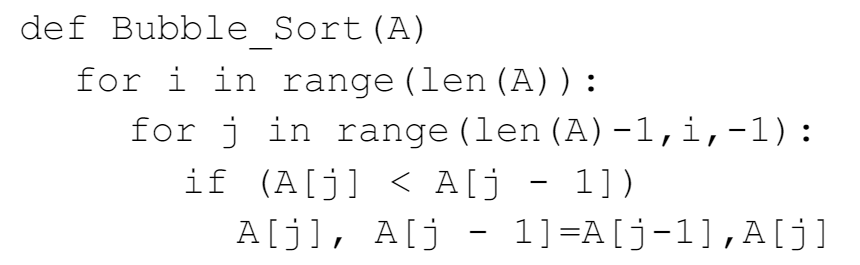 def Bubble_Sort(A)
for i in range(len(A)):
for j in range(len(A)-1,i,-1):
if (A[j] < A[j - 1])
A[j], A[j - 1]=A[j-1],A[j]